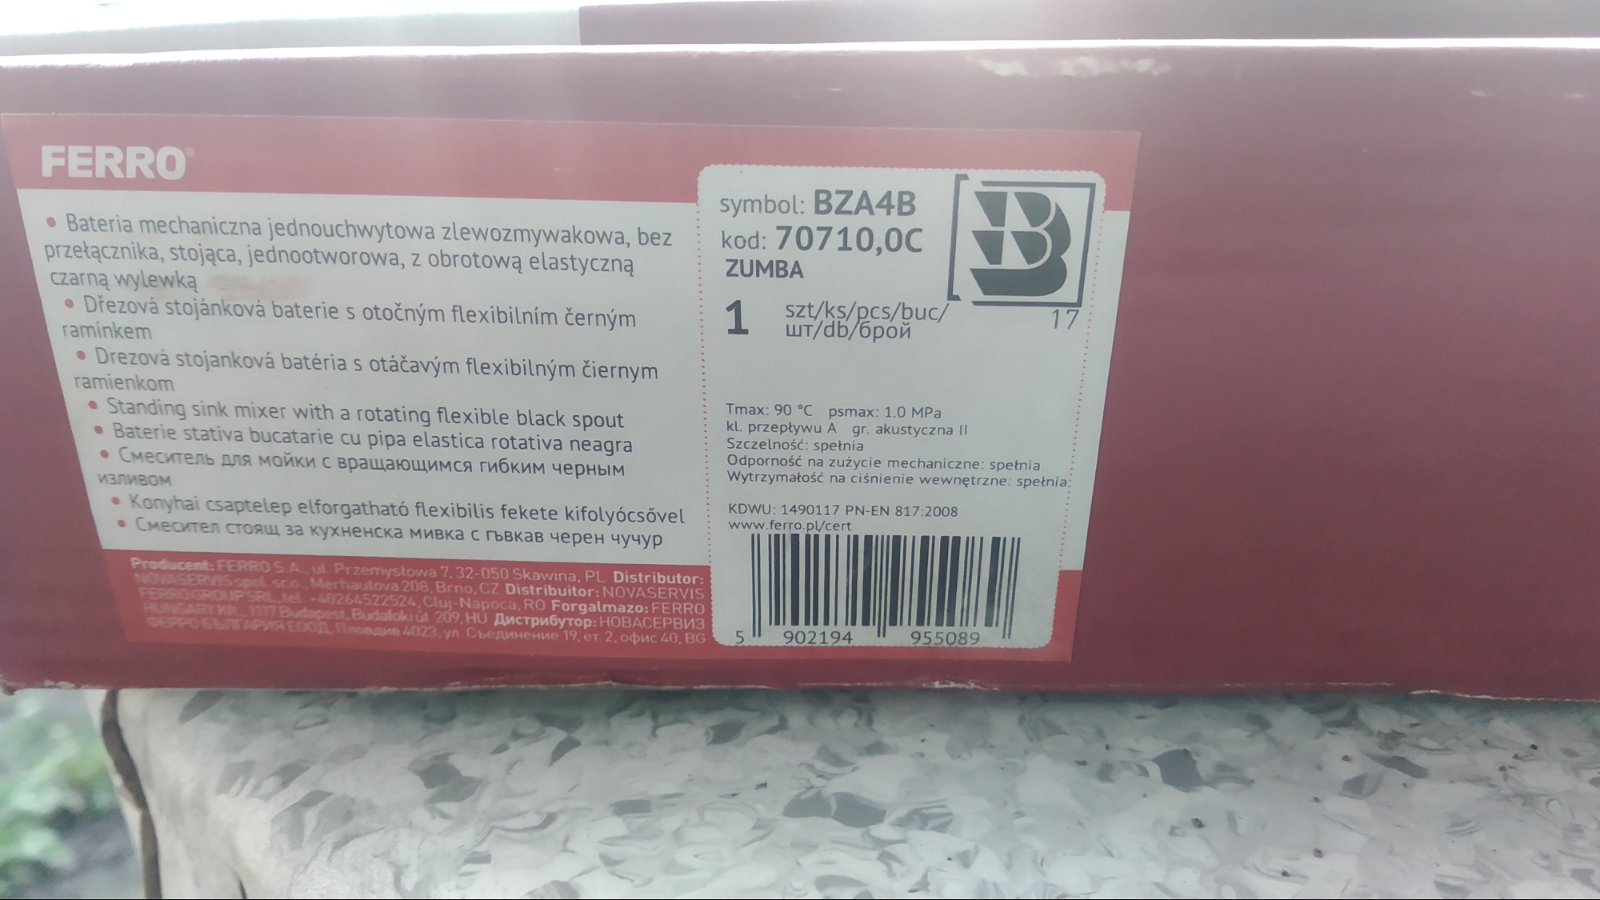 FERRO®
• Bateria mechaniczna jednouchwytowa zlewozmywakowa, bez
przełącznika, stojąca, jednootworowa, z obrotową elastyczną
czarną wylewką
• Dřezová stojánková baterie s otočným flexibilním černým
ramínkem
• Drezová stojanková batéria s otáčavým flexibilným čiernym
ramienkom
• Standing sink mixer with a rotating flexible black spout
• Baterie stativa bucatarie cu pipa elastica rotativa neagra
• Смеситель для мойки с вращающимся гибким черным
изливом
• Konyhai csaptelep elforgatható flexibilis fekete kifolyócsővel
• Смесител стоящ за кухненска мивка с гъвкав черен чучур
Producent: FERRO S.A., ul. Przemysłowa 7, 32-050 Skawina, PL Distributor:
NOVASERVIS spol. sr.o., Merhautova 208, Brno, CZ Distribuitor: NOVASERVIS
FERRO GROUP SRL, tel. +40264522524, Cluj-Napoca, RO Forgalmazo: FERRO
HUNGARY Kft., 1117 Budapest, Budafoki út 209, HU Дистрибутор: НОВАСЕРВИЗ
ФЕРРО БЪЛГАРИЯ ЕООД, Пловдив 4023, ул. Съединение 19, ет. 2, офис 40, BG
symbol: BZA4B
kod: 70710,0C
ZUMBA
B
17
1 szt/ks/pcs/buc/
шт/db/брой
Tmax: 90 °C psmax: 1.0 MPa
kl. przepływu A gr. akustyczna II
Szczelność: spełnia
Odporność na zużycie mechaniczne: spełnia
Wytrzymałość na ciśnienie wewnętrzne: spełnia
KDWU: 1490117 PN-EN 817:2008
www.ferro.pl/cert
5 902194 955089